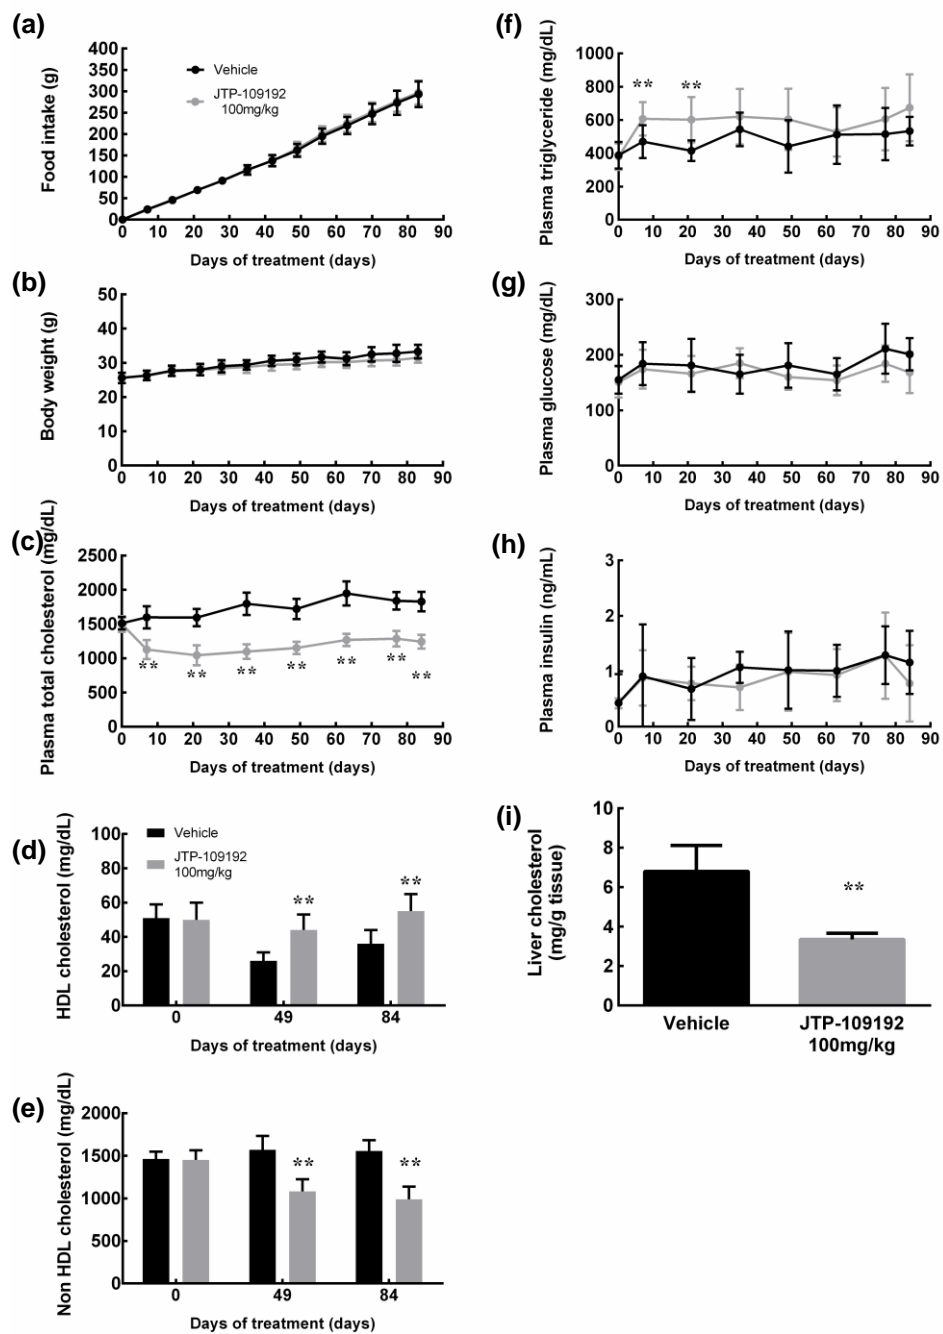 (a)
Food intake (g)
400
350
300
250
200
150
100
50
0
Vehicle
JTP-109192
100mg/kg
0 10 20 30 40 50 60 70 80 90
Days of treatment (days)
(b)
Body weight (g)
50
40
30
20
10
0
0 10 20 30 40 50 60 70 80 90
Days of treatment (days)
(c)
Plasma total cholesterol (mg/dL)
2500
2000
1500
1000
500
0
** ** ** ** ** ** **
0 10 20 30 40 50 60 70 80 90
Days of treatment (days)
(d)
HDL cholesterol (mg/dL)
100
80
60
40
20
0
Vehicle
JTP-109192
100mg/kg
** **
0 49 84
Days of treatment (days)
(e)
Non HDL cholesterol (mg/dL)
2000
1500
1000
500
0
** **
0 49 84
Days of treatment (days)
(f)
Plasma triglyceride (mg/dL)
1000
800
600
400
200
0
** **
0 10 20 30 40 50 60 70 80 90
Days of treatment (days)
(g)
Plasma glucose (mg/dL)
300
200
100
0
0 10 20 30 40 50 60 70 80 90
Days of treatment (days)
(h)
Plasma insulin (ng/mL)
3
2
1
0
0 10 20 30 40 50 60 70 80 90
Days of treatment (days)
(i)
Liver cholesterol
(mg/g tissue)
10
8
6
4
2
0
**
Vehicle JTP-109192
100mg/kg